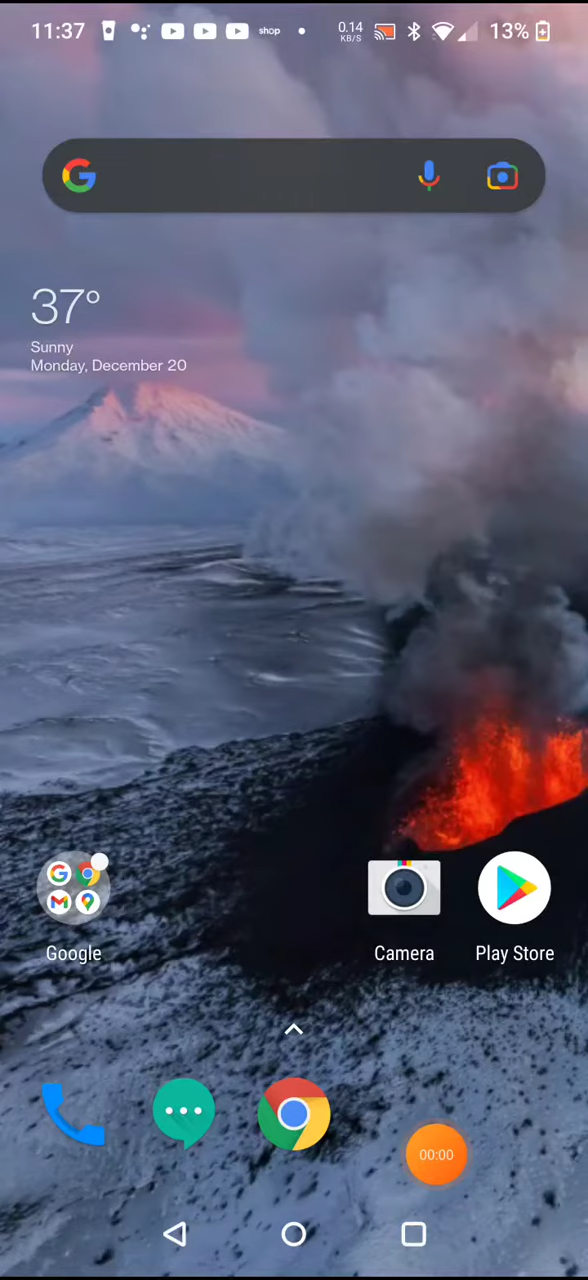 11:37 shop 0.14 KB/S 13%
37°
Sunny
Monday, December 20
Google Camera Play Store
00:00